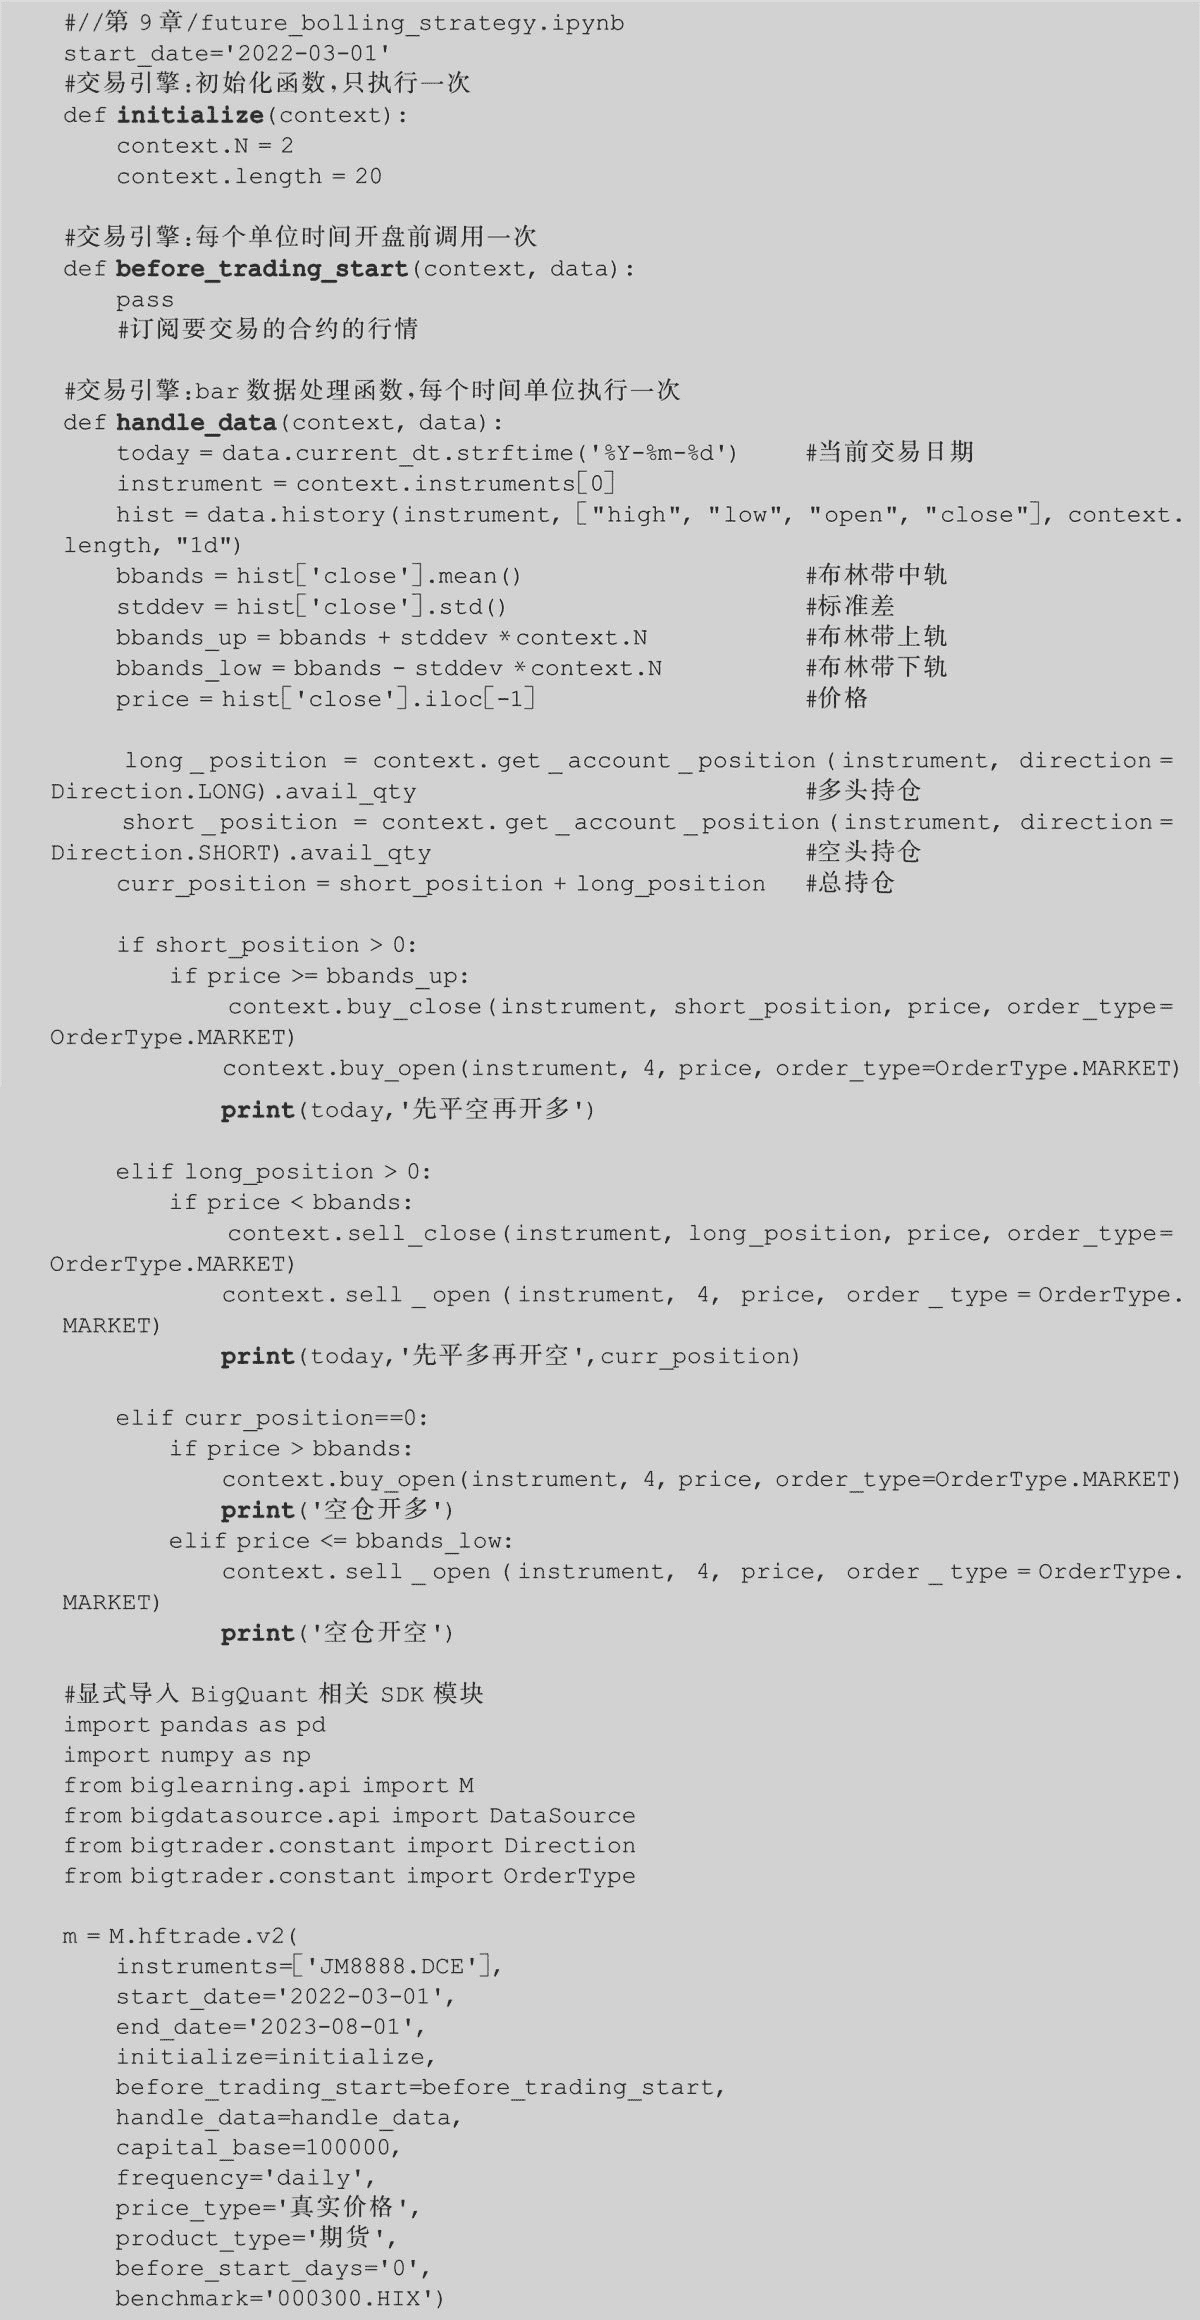 #//第 9 章/future_bolling_strategy.ipynb
start_date='2022-03-01'
#交易引擎:初始化函数,只执行一次
def initialize(context):
    context.N = 2
    context.length = 20

#交易引擎:每个单位时间开盘前调用一次
def before_trading_start(context, data):
    pass
    #订阅要交易的合约的行情

#交易引擎:bar 数据处理函数,每个时间单位执行一次
def handle_data(context, data):
    today = data.current_dt.strftime('%Y-%m-%d')    #当前交易日期
    instrument = context.instruments[0]
    hist = data.history(instrument, ["high", "low", "open", "close"], context.
length, "1d")
    bbands = hist['close'].mean()    #布林带中轨
    stddev = hist['close'].std()    #标准差
    bbands_up = bbands + stddev *context.N    #布林带上轨
    bbands_low = bbands - stddev *context.N    #布林带下轨
    price = hist['close'].iloc[-1]    #价格

    long_position = context.get_account_position(instrument, direction=
Direction.LONG).avail_qty    #多头持仓
    short_position = context.get_account_position(instrument, direction=
Direction.SHORT).avail_qty    #空头持仓
    curr_position = short_position + long_position    #总持仓

    if short_position > 0:
        if price >= bbands_up:
            context.buy_close(instrument, short_position, price, order_type=
OrderType.MARKET)
            context.buy_open(instrument, 4, price, order_type=OrderType.MARKET)
            print(today,'先平空再开多')

    elif long_position > 0:
        if price < bbands:
            context.sell_close(instrument, long_position, price, order_type=
OrderType.MARKET)
            context.sell_open(instrument, 4, price, order_type=OrderType.
MARKET)
            print(today,'先平多再开空',curr_position)

    elif curr_position==0:
        if price > bbands:
            context.buy_open(instrument, 4, price, order_type=OrderType.MARKET)
            print('空仓开多')
        elif price <= bbands_low:
            context.sell_open(instrument, 4, price, order_type=OrderType.
MARKET)
            print('空仓开空')

#显式导入 BigQuant 相关 SDK 模块
import pandas as pd
import numpy as np
from biglearning.api import M
from bigdatasource.api import DataSource
from bigtrader.constant import Direction
from bigtrader.constant import OrderType

m = M.hftrade.v2(
    instruments=['JM8888.DCE'],
    start_date='2022-03-01',
    end_date='2023-08-01',
    initialize=initialize,
    before_trading_start=before_trading_start,
    handle_data=handle_data,
    capital_base=100000,
    frequency='daily',
    price_type='真实价格',
    product_type='期货',
    before_start_days='0',
    benchmark='000300.HIX')